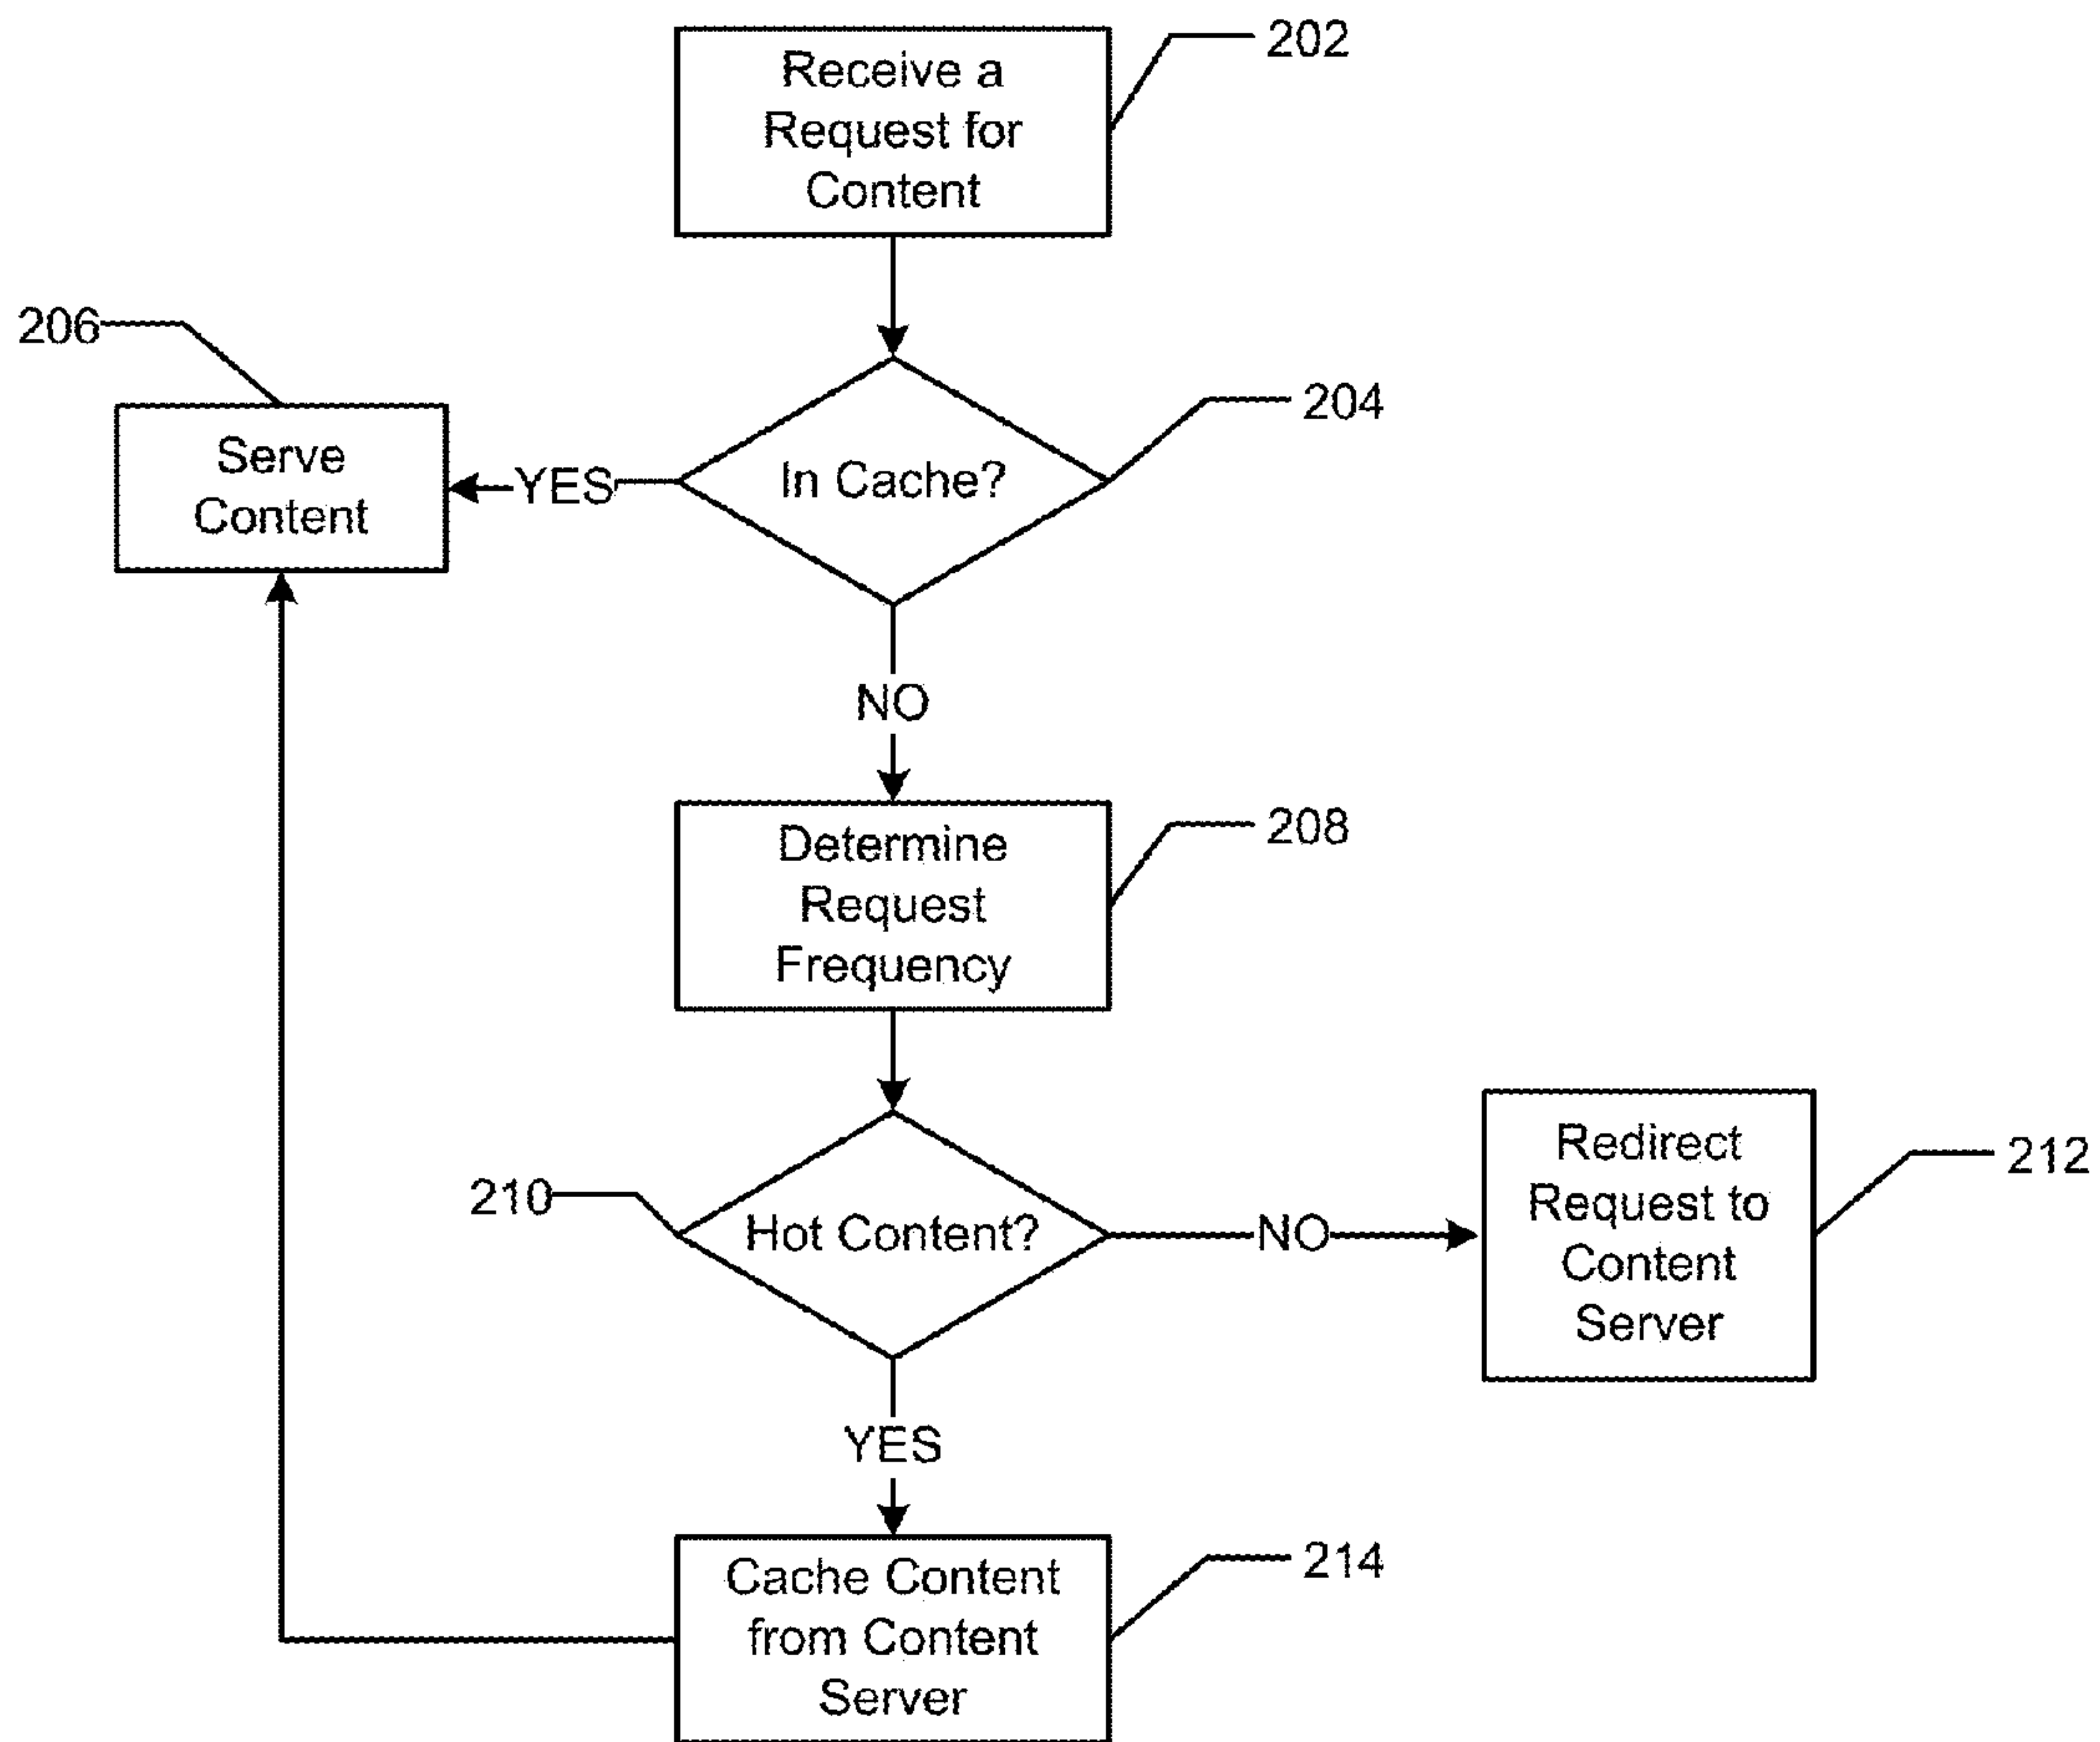 Receive a
Request for
Content
202
206
Serve
Content
YES
In Cache?
204
NO
Determine
Request
Frequency
208
210
Hot Content?
NO
Redirect
Request to
Content
Server
212
YES
Cache Content
from Content
Server
214